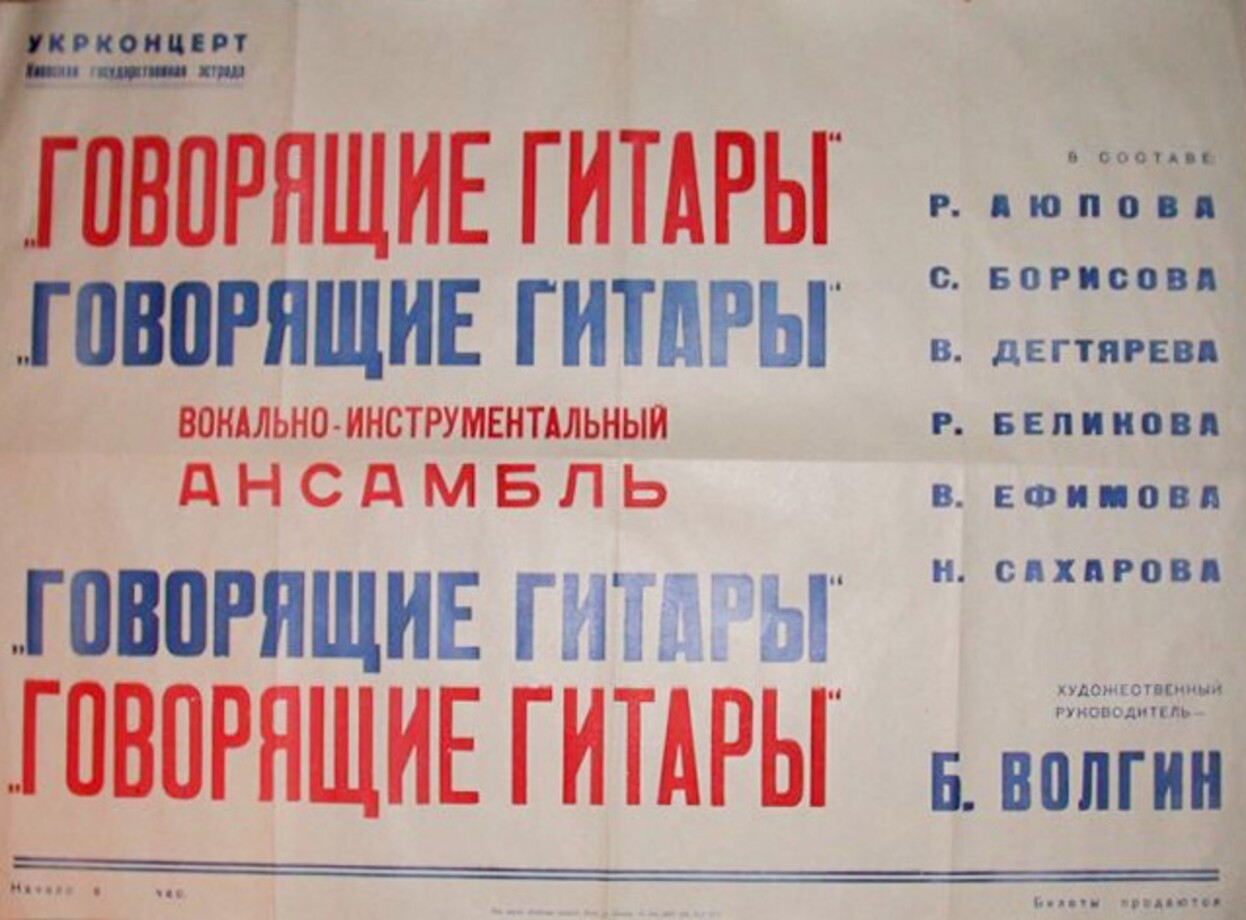 УКРКОНЦЕРТ
Киевская государственная эстрада
„ГОВОРЯЩИЕ ГИТАРЫ“
„ГОВОРЯЩИЕ ГИТАРЫ“
ВОКАЛЬНО-ИНСТРУМЕНТАЛЬНЫЙ
АНСАМБЛЬ
„ГОВОРЯЩИЕ ГИТАРЫ“
„ГОВОРЯЩИЕ ГИТАРЫ“
В СОСТАВЕ:
Р. АЮПОВА
С. БОРИСОВА
В. ДЕГТЯРЕВА
Р. БЕЛИКОВА
В. ЕФИМОВА
Н. САХАРОВА
ХУДОЖЕСТВЕННЫЙ
РУКОВОДИТЕЛЬ—
Б. ВОЛГИН
Начало в час.
Билеты продаются